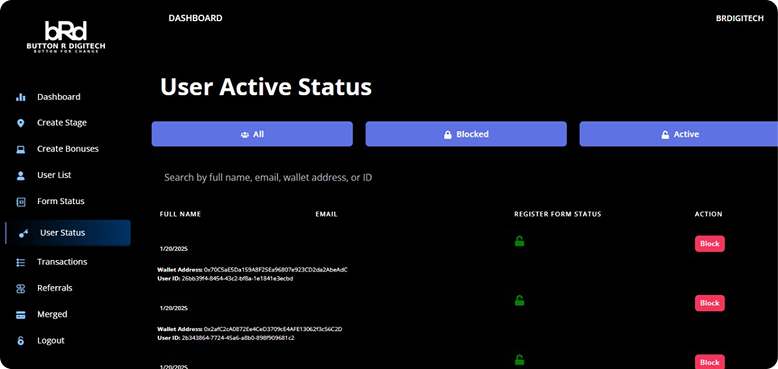 bRd
BUTTON R DIGITECH
BUTTON FOR CHANGE
DASHBOARD
BRDIGITECH
Dashboard
Create Stage
Create Bonuses
User List
Form Status
User Status
Transactions
Referrals
Merged
Logout
User Active Status
All
Blocked
Active
Search by full name, email, wallet address, or ID
FULL NAME EMAIL REGISTER FORM STATUS ACTION
1/20/2025 Block
Wallet Address: 0x70C5aE5Da159A8F25Ea96807e923CD2da2AbeAdC
User ID: 26bb39f4-8454-43c2-bf8a-1e1841e3ecbd
1/20/2025 Block
Wallet Address: 0x2afC2cA0872Ee4CeD3709cE4AFE13062f3c56C2D
User ID: 2b343864-7724-45a6-a8b0-898f909681c2
1/20/2025 Block